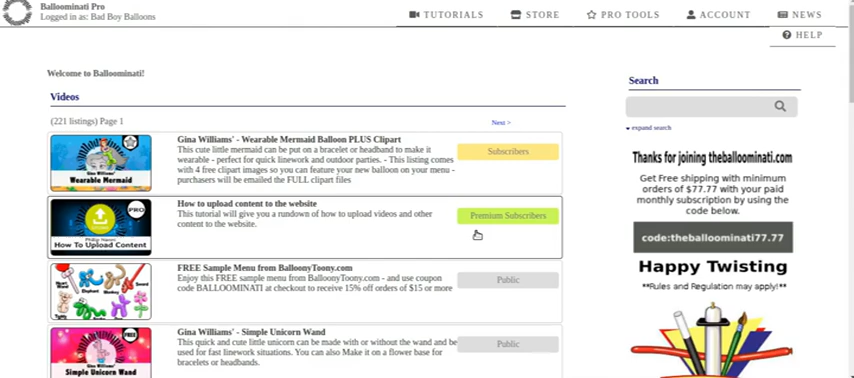 Balloominati Pro
Logged in as: Bad Boy Balloons
TUTORIALS
STORE
PRO TOOLS
ACCOUNT
NEWS
HELP
Welcome to Balloominati!
Videos
(221 listings) Page 1
Next >
Gina Williams' - Wearable Mermaid Balloon PLUS Clipart
This cute little mermaid can be put on a bracelet or headband to make it
wearable - perfect for quick linework and outdoor parties. - This listing comes
with 4 free clipart images so you can feature your new balloon on your menu -
purchasers will be emailed the FULL clipart files
Subscribers
Gina Williams'
Wearable Mermaid
How to upload content to the website
This tutorial will give you a rundown of how to upload videos and other
content to the website.
Premium Subscribers
PRO
How To Upload Content
FREE Sample Menu from BalloonyToony.com
Enjoy this FREE sample menu from BalloonyToony.com - and use coupon
code BALLOOMINATI at checkout to receive 15% off orders of $15 or more
Public
Gina Williams' - Simple Unicorn Wand
This quick and cute little unicorn can be made with or without the wand and be
used for fast linework situations. You can also Make it on a flower base for
bracelets or headbands.
Public
FREE
Gina Williams'
Simple Unicorn Wand
Search
expand search
Thanks for joining theballoominati.com
Get Free shipping with minimum
orders of $77.77 with your paid
monthly subscription by using the
code below.
code:theballoominati77.77
Happy Twisting
**Rules and Regulation may apply!**